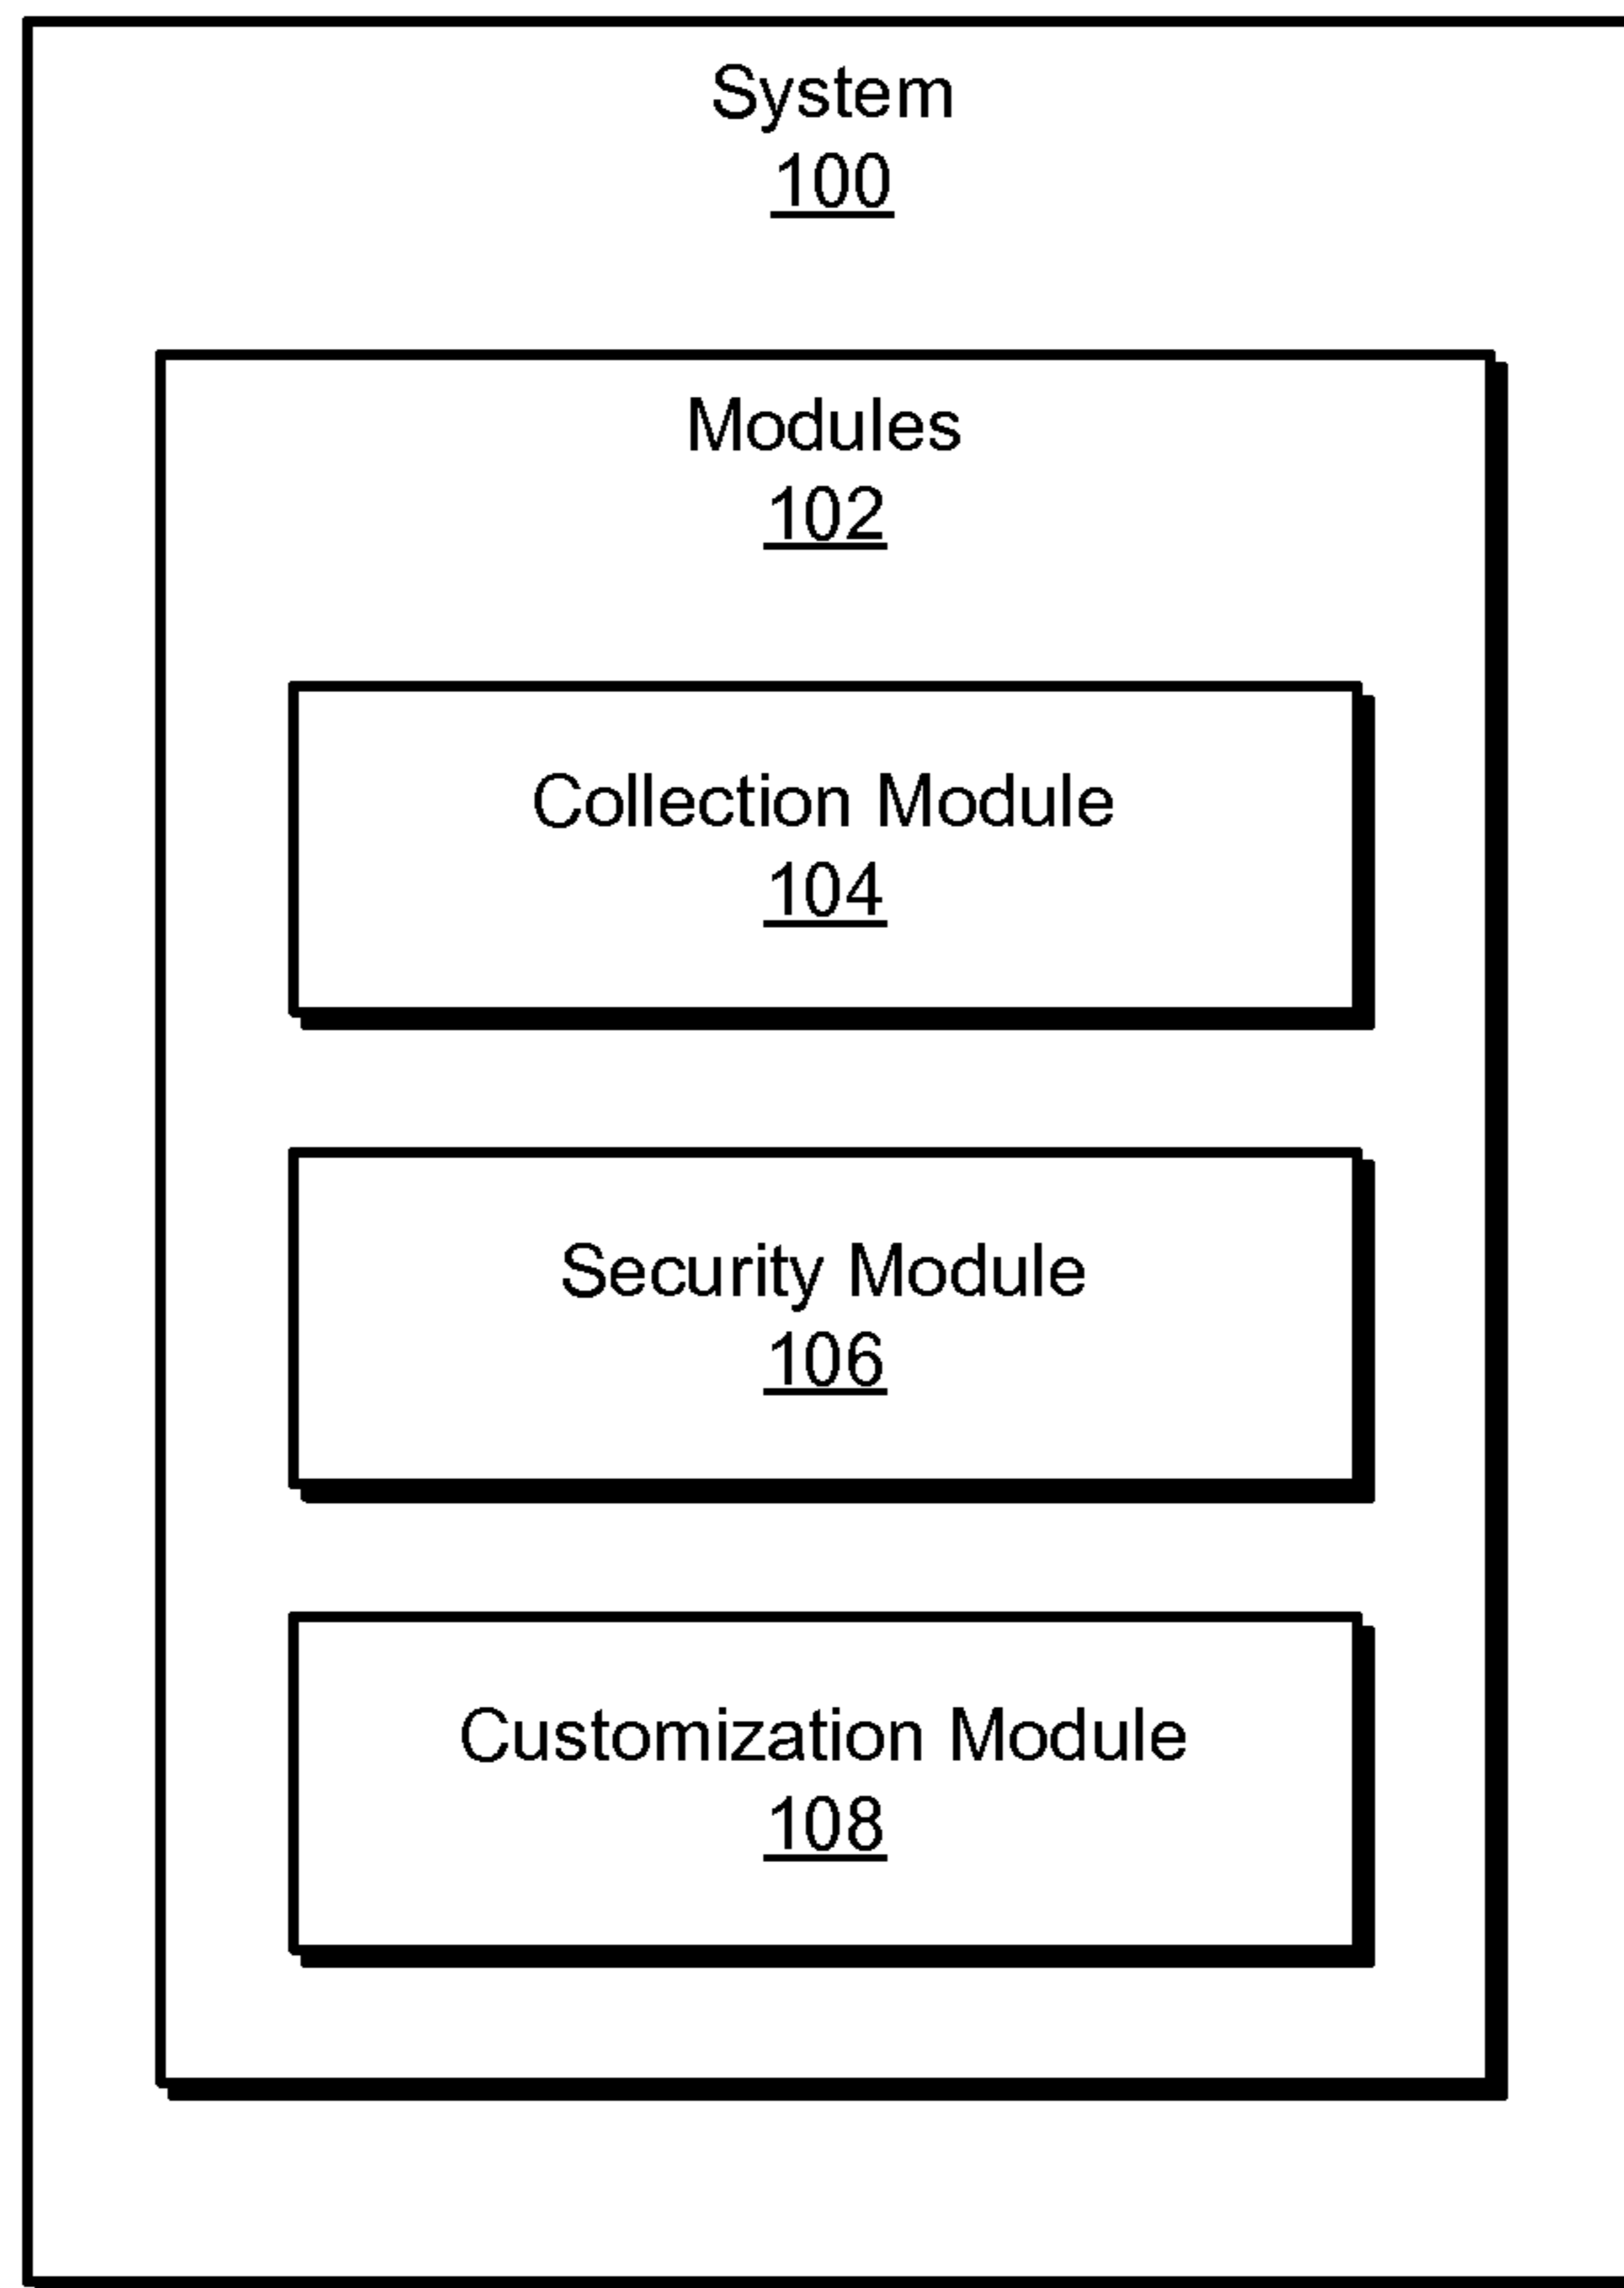 System
100
Modules
102
Collection Module
104
Security Module
106
Customization Module
108